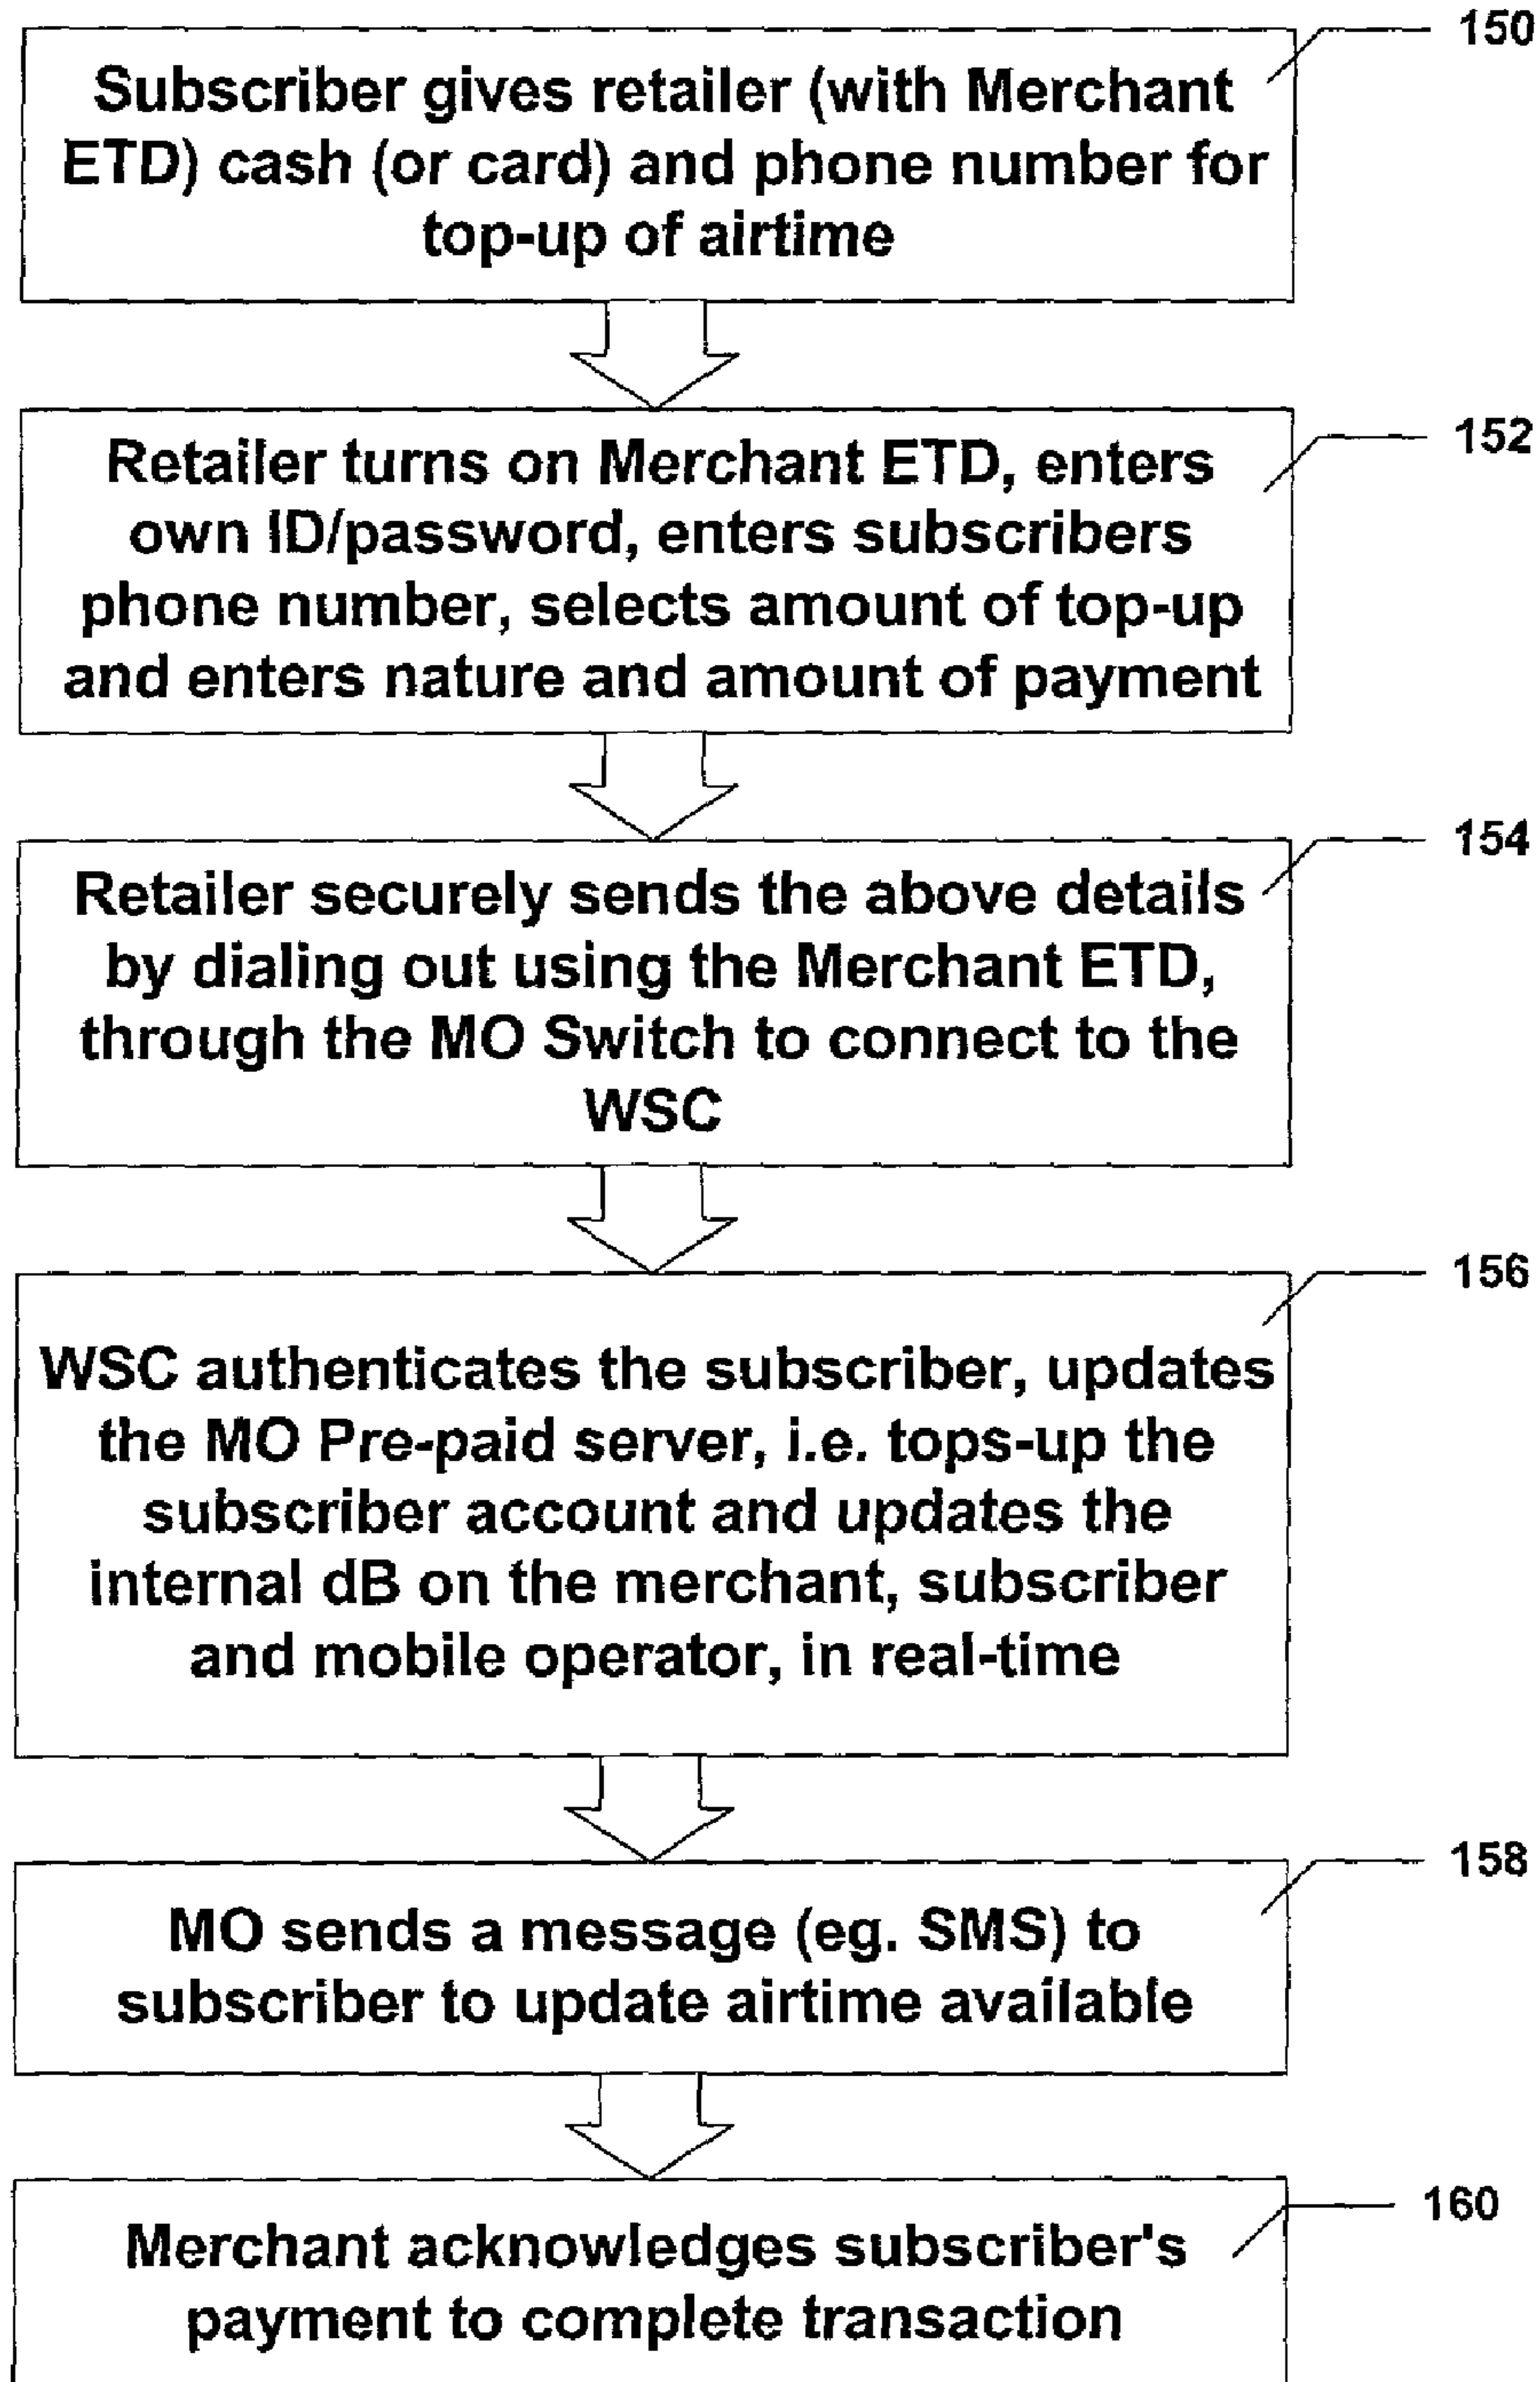 150
Subscriber gives retailer (with Merchant
ETD) cash (or card) and phone number for
top-up of airtime
152
Retailer turns on Merchant ETD, enters
own ID/password, enters subscribers
phone number, selects amount of top-up
and enters nature and amount of payment
154
Retailer securely sends the above details
by dialing out using the Merchant ETD,
through the MO Switch to connect to the
WSC
156
WSC authenticates the subscriber, updates
the MO Pre-paid server, i.e. tops-up the
subscriber account and updates the
internal dB on the merchant, subscriber
and mobile operator, in real-time
158
MO sends a message (eg. SMS) to
subscriber to update airtime available
160
Merchant acknowledges subscriber's
payment to complete transaction